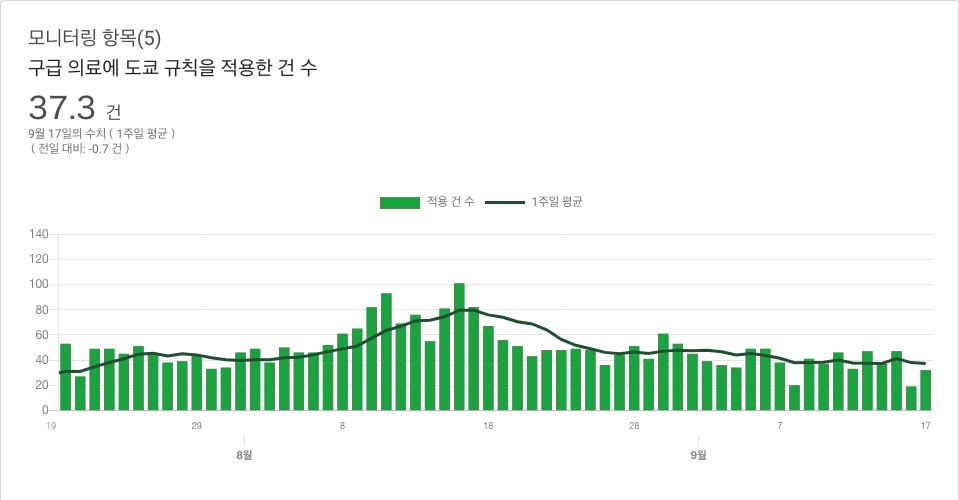 모니터링 항목(5)
구급 의료에 도쿄 규칙을 적용한 건 수
37.3 건
9월 17일의 수치 ( 1주일 평균 )
( 전일 대비: -0.7 건 )
적용 건 수 1주일 평균
140
120
100
80
60
40
20
0
19 29 8 18 28 7 17
8월 9월